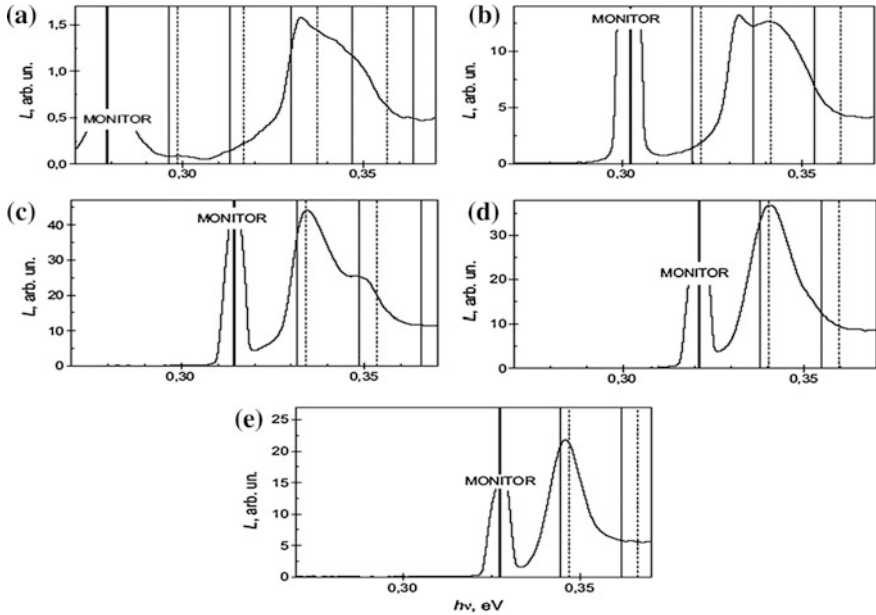 (a)
L, arb. un.
1,5
1,0
0,5
0,0
MONITOR
0,30
0,35
(b)
L, arb. un.
10
5
0
MONITOR
0,30
0,35
(c)
L, arb. un.
40
30
20
10
0
MONITOR
0,30
0,35
(d)
L, arb. un.
30
20
10
0
MONITOR
0,30
0,35
(e)
L, arb. un.
25
20
15
10
5
0
MONITOR
0,30
0,35
hν, eV